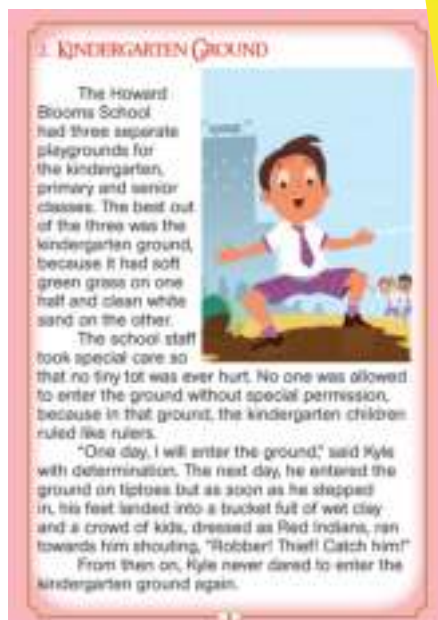 KINDERGARTEN GROUND
The Howard
Blooms School
had three separate
playgrounds for
the kindergarten,
primary and senior
classes. The best out
of the three was the
kindergarten ground,
because it had soft
green grass on one
half and clean white
sand on the other.
The school staff
took special care so
that no tiny tot was ever hurt. No one was allowed
to enter the ground without special permission,
because in that ground, the kindergarten children
ruled like rulers.
"One day, I will enter the ground," said Kyle
with determination. The next day, he entered the
ground on tiptoes but as soon as he stepped
in, his feet landed into a bucket full of wet clay
and a crowd of kids, dressed as Red Indians, ran
towards him shouting, "Robber! Thief! Catch him!"
From then on, Kyle never dared to enter the
kindergarten ground again.